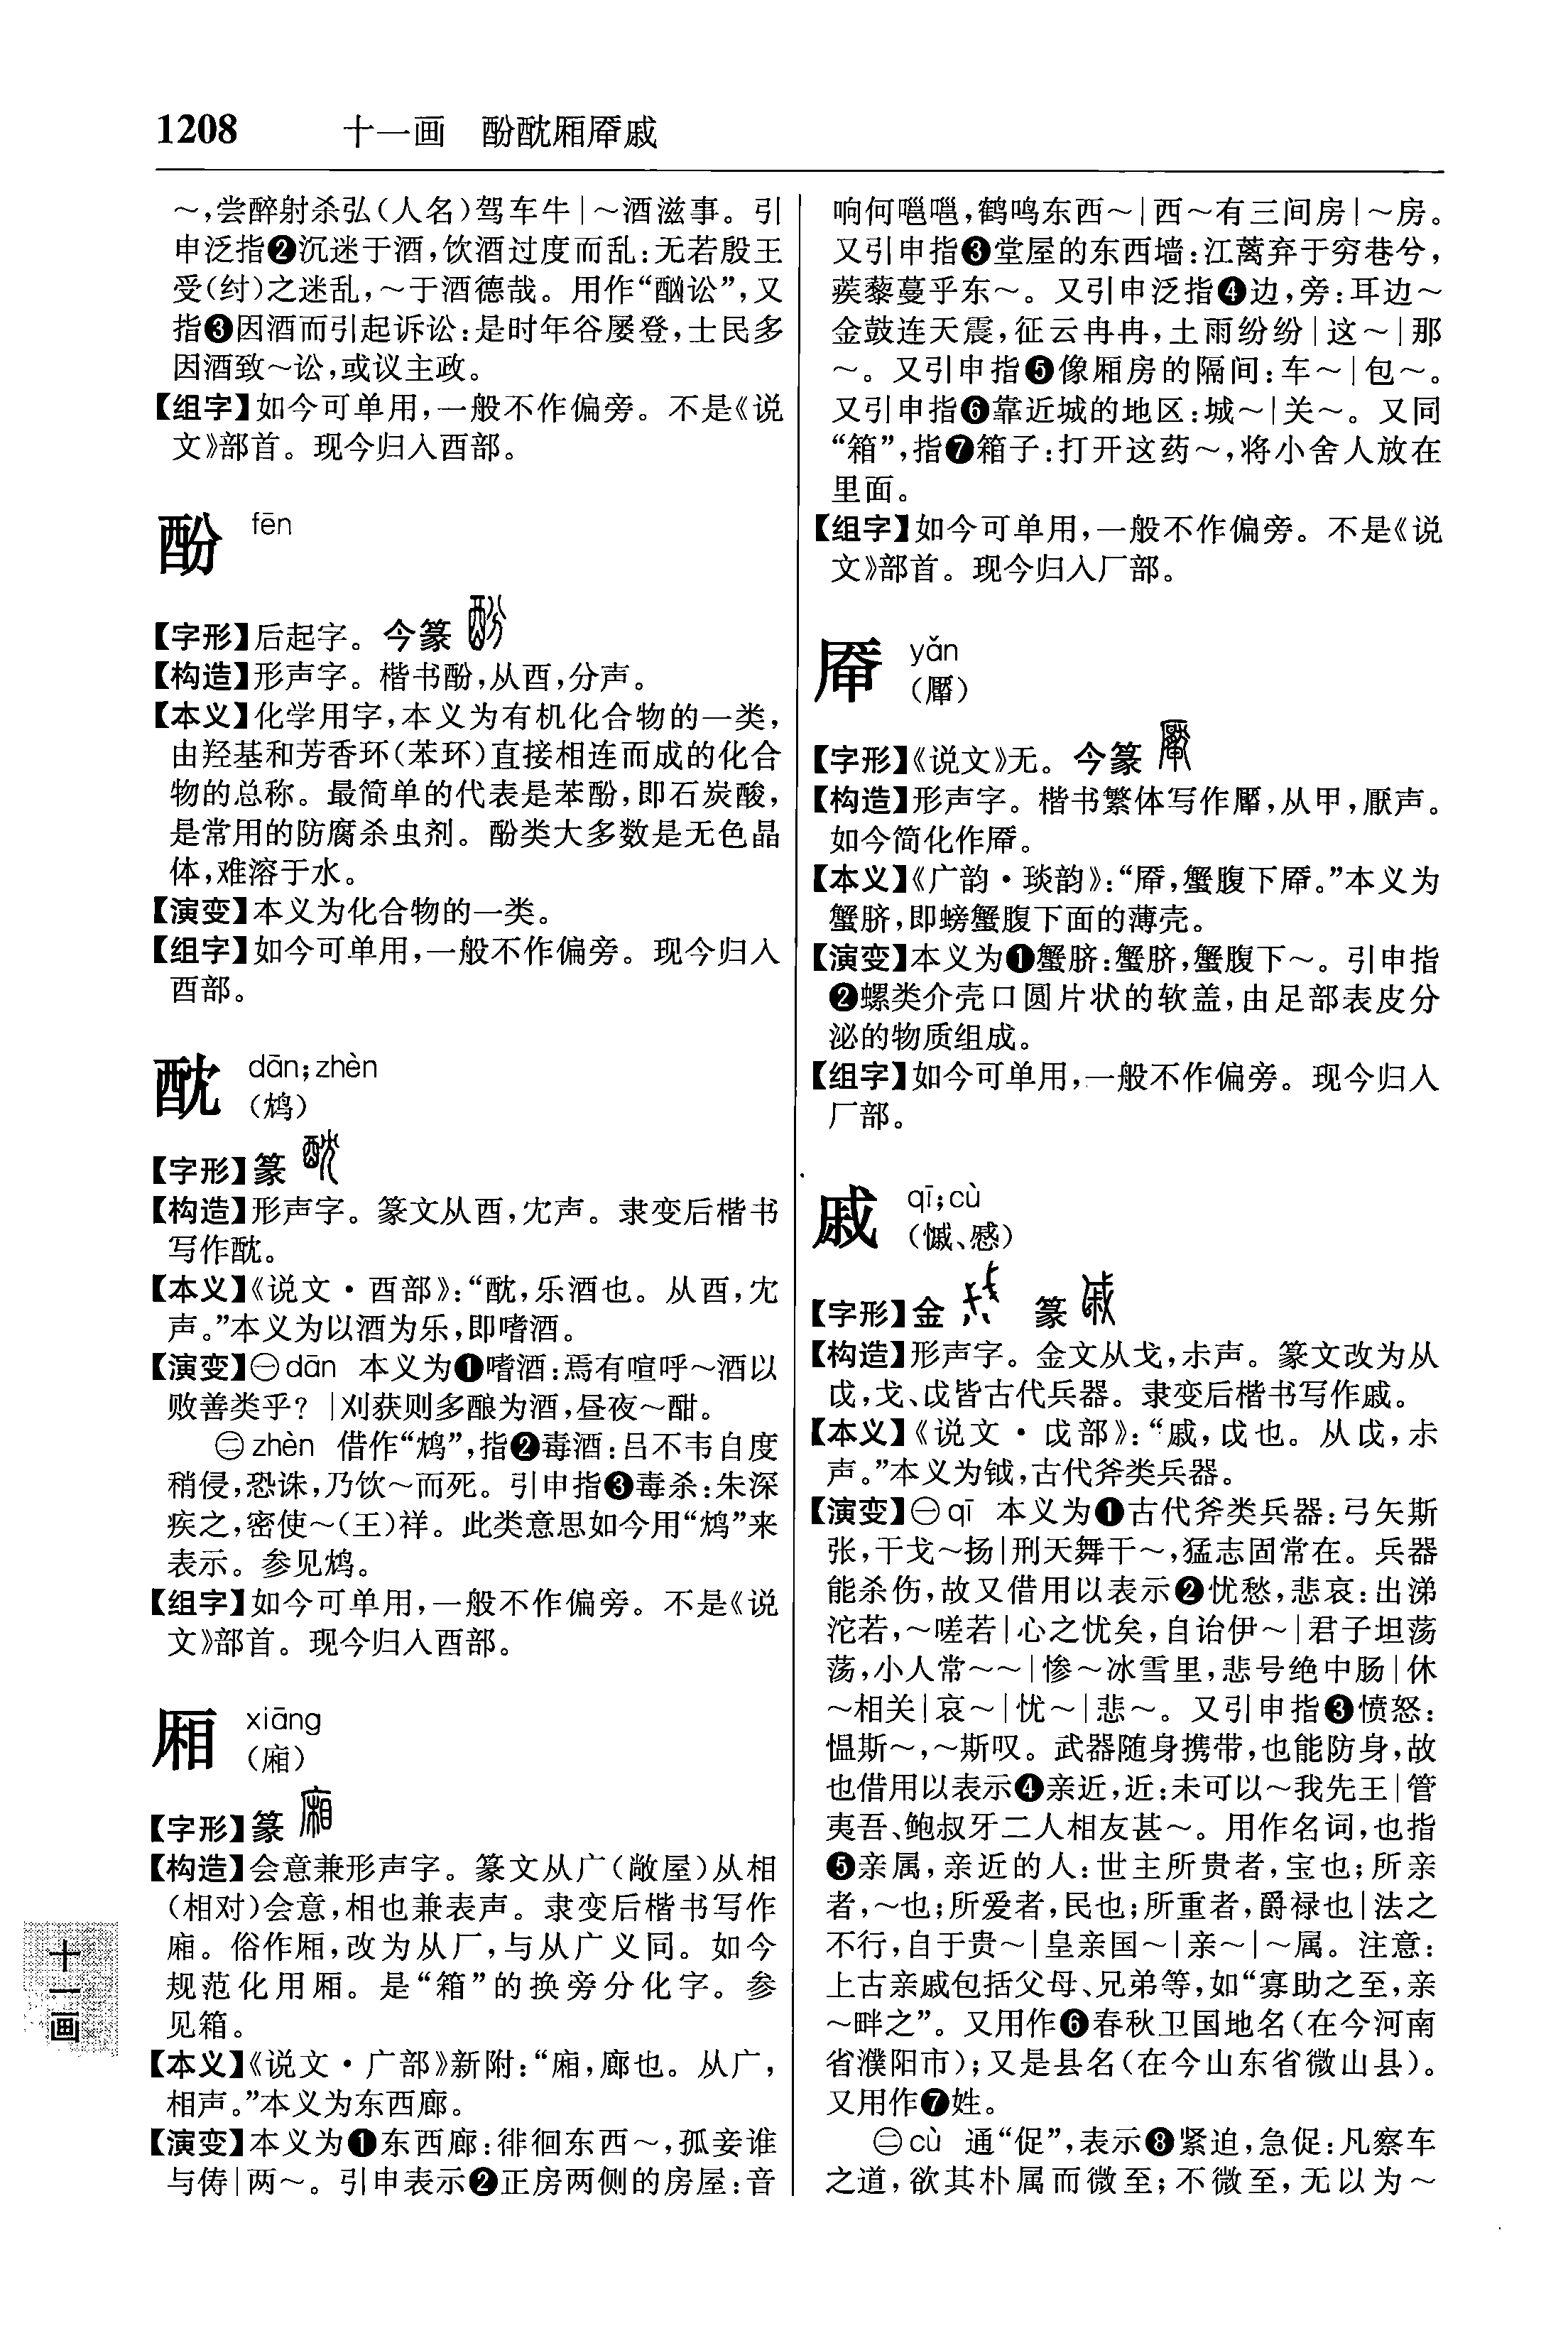 1208 十一画 酚酖厢厣戚
～,尝醉射杀弘(人名)驾车牛|～酒滋事。引
申泛指❷沉迷于酒,饮酒过度而乱:无若殷王
受(纣)之迷乱,～于酒德哉。用作“酗讼”,又
指❸因酒而引起诉讼:是时年谷屡登,士民多
因酒致～讼,或议主政。
【组字】如今可单用,一般不作偏旁。不是《说
文》部首。现今归入酉部。
酚 fēn
【字形】后起字。今篆
【构造】形声字。楷书酚,从酉,分声。
【本义】化学用字,本义为有机化合物的一类,
由羟基和芳香环(苯环)直接相连而成的化合
物的总称。最简单的代表是苯酚,即石炭酸,
是常用的防腐杀虫剂。酚类大多数是无色晶
体,难溶于水。
【演变】本义为化合物的一类。
【组字】如今可单用,一般不作偏旁。现今归入
酉部。
酖 dān;zhèn
(鸩)
【字形】篆
【构造】形声字。篆文从酉,冘声。隶变后楷书
写作酖。
【本义】《说文·酉部》:“酖,乐酒也。从酉,冘
声。”本义为以酒为乐,即嗜酒。
【演变】㊀dān 本义为❶嗜酒:焉有喧呼～酒以
败善类乎?|刈获则多酿为酒,昼夜～酣。
㊁zhèn 借作“鸩”,指❷毒酒:吕不韦自度
稍侵,恐诛,乃饮～而死。引申指❸毒杀:朱深
疾之,密使～(王)祥。此类意思如今用“鸩”来
表示。参见鸩。
【组字】如今可单用,一般不作偏旁。不是《说
文》部首。现今归入酉部。
厢 xiāng
(廂)
【字形】篆
【构造】会意兼形声字。篆文从广(敞屋)从相
(相对)会意,相也兼表声。隶变后楷书写作
廂。俗作厢,改为从厂,与从广义同。如今
规范化用厢。是“箱”的换旁分化字。参
见箱。
【本义】《说文·广部》新附:“廂,廊也。从广,
相声。”本义为东西廊。
【演变】本义为❶东西廊:徘徊东西～,孤妾谁
与俦|两～。引申表示❷正房两侧的房屋:音
响何嗈嗈,鹤鸣东西～|西～有三间房|～房。
又引申指❸堂屋的东西墙:江蓠弃于穷巷兮,
蒺藜蔓乎东～。又引申泛指❹边,旁:耳边～
金鼓连天震,征云冉冉,土雨纷纷|这～|那
～。又引申指❺像厢房的隔间:车～|包～。
又引申指❻靠近城的地区:城～|关～。又同
“箱”,指❼箱子:打开这药～,将小舍人放在
里面。
【组字】如今可单用,一般不作偏旁。不是《说
文》部首。现今归入厂部。
厣 yǎn
(厴)
【字形】《说文》无。今篆
【构造】形声字。楷书繁体写作厴,从甲,厌声。
如今简化作厣。
【本义】《广韵·琰韵》:“厣,蟹腹下厣。”本义为
蟹脐,即螃蟹腹下面的薄壳。
【演变】本义为❶蟹脐:蟹脐,蟹腹下～。引申指
❷螺类介壳口圆片状的软盖,由足部表皮分
泌的物质组成。
【组字】如今可单用,一般不作偏旁。现今归入
厂部。
戚 qī;cù
(慽、慼)
【字形】金 篆
【构造】形声字。金文从戈,尗声。篆文改为从
戉,戈、戉皆古代兵器。隶变后楷书写作戚。
【本义】《说文·戉部》:“戚,戉也。从戉,尗
声。”本义为钺,古代斧类兵器。
【演变】㊀qī 本义为❶古代斧类兵器:弓矢斯
张,干戈～扬|刑天舞干～,猛志固常在。兵器
能杀伤,故又借用以表示❷忧愁,悲哀:出涕
沱若,～嗟若|心之忧矣,自诒伊～|君子坦荡
荡,小人常～～|惨～冰雪里,悲号绝中肠|休
～相关|哀～|忧～|悲～。又引申指❸愤怒:
愠斯～,～斯叹。武器随身携带,也能防身,故
也借用以表示❹亲近,近:未可以～我先王|管
夷吾、鲍叔牙二人相友甚～。用作名词,也指
❺亲属,亲近的人:世主所贵者,宝也;所亲
者,～也;所爱者,民也;所重者,爵禄也|法之
不行,自于贵～|皇亲国～|亲～|～属。注意:
上古亲戚包括父母、兄弟等,如“寡助之至,亲
～畔之”。又用作❻春秋卫国地名(在今河南
省濮阳市);又是县名(在今山东省微山县)。
又用作❼姓。
㊁cù 通“促”,表示❽紧迫,急促:凡察车
之道,欲其朴属而微至;不微至,无以为～
十一画